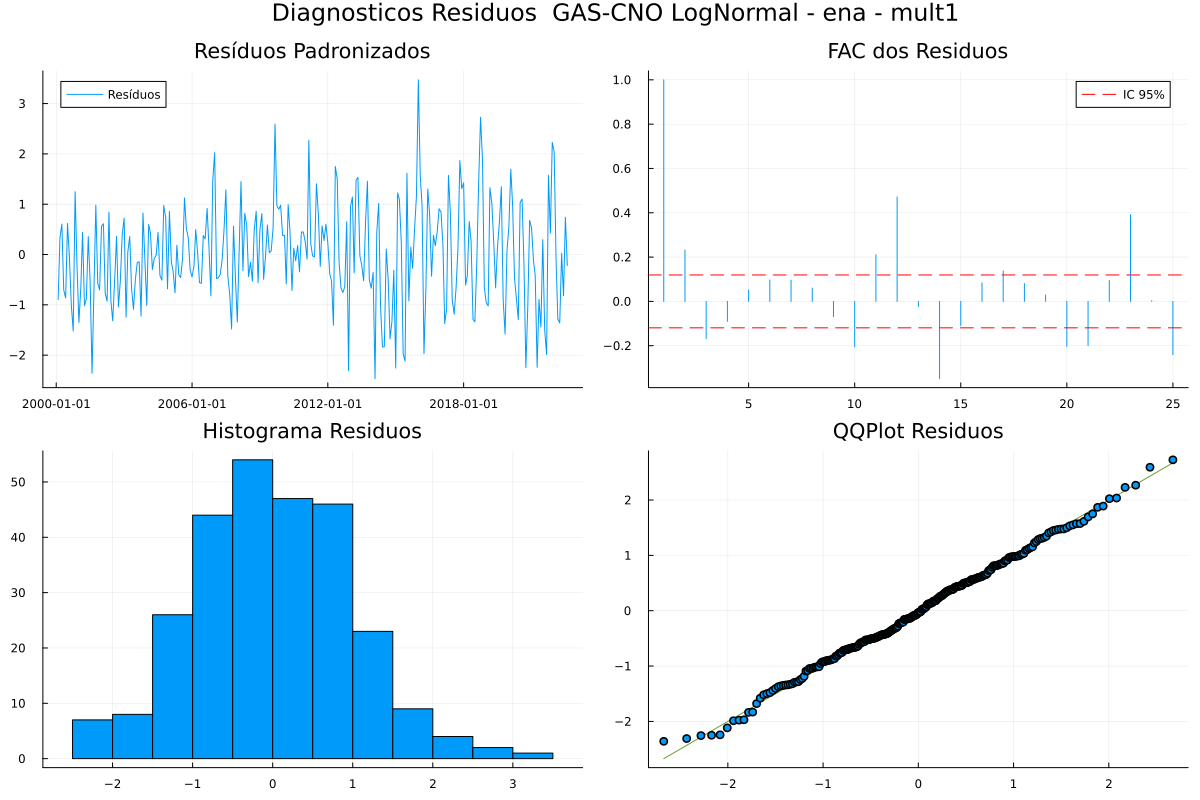 Diagnosticos Residuos  GAS-CNO LogNormal - ena - mult1
Resíduos Padronizados
Resíduos
3
2
1
0
−1
−2
2000-01-01 2006-01-01 2012-01-01 2018-01-01
FAC dos Residuos
IC 95%
1.0
0.8
0.6
0.4
0.2
0.0
−0.2
5 10 15 20 25
Histograma Residuos
50
40
30
20
10
0
−2 −1 0 1 2 3
QQPlot Residuos
2
1
0
−1
−2
−2 −1 0 1 2